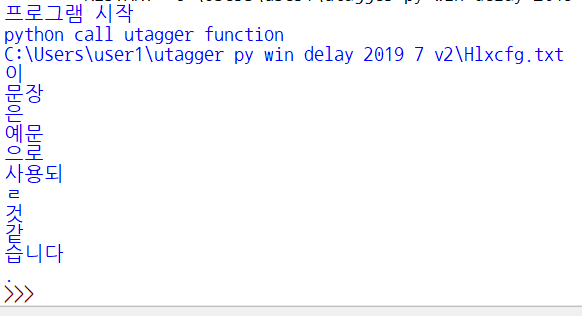 프로그램 시작
python call utagger function
C:\Users\user1\utagger py win delay 2019 7 v2\Hlxcfg.txt
이
문장
은
예문
으로
사용되
ㄹ
것
같
습니다
.
>>>